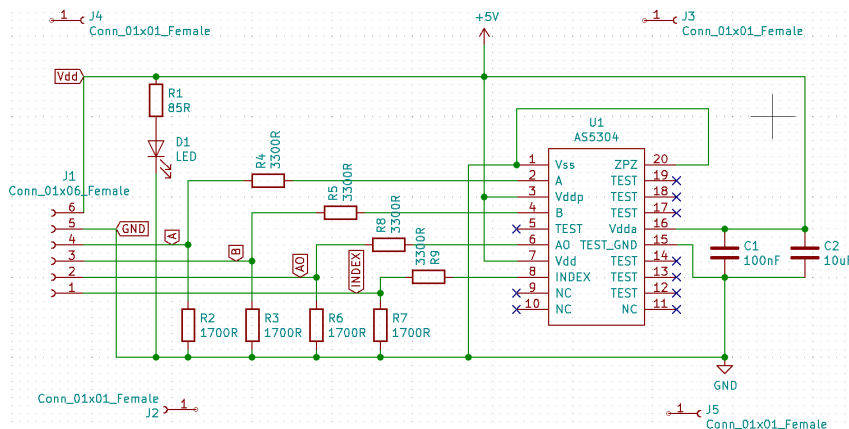 1 J4
Conn_01x01_Female
+5V
1 J3
Conn_01x01_Female
Vdd
R1
85R
D1
LED
R4
3300R
R5
3300R
R8
3300R
R9
3300R
U1
AS5304
1 Vss ZPZ 20
2 A TEST 19
3 Vddp TEST 18
4 B TEST 17
5 TEST Vdda 16
6 AO TEST_GND 15
7 Vdd TEST 14
8 INDEX TEST 13
9 NC TEST 12
10 NC NC 11
J1
Conn_01x06_Female
6
5
4
3
2
1
GND
A
B
AO
INDEX
C1
100nF
C2
10u
R2
1700R
R3
1700R
R6
1700R
R7
1700R
GND
Conn_01x01_Female
J2 1
1 J5
Conn_01x01_Female